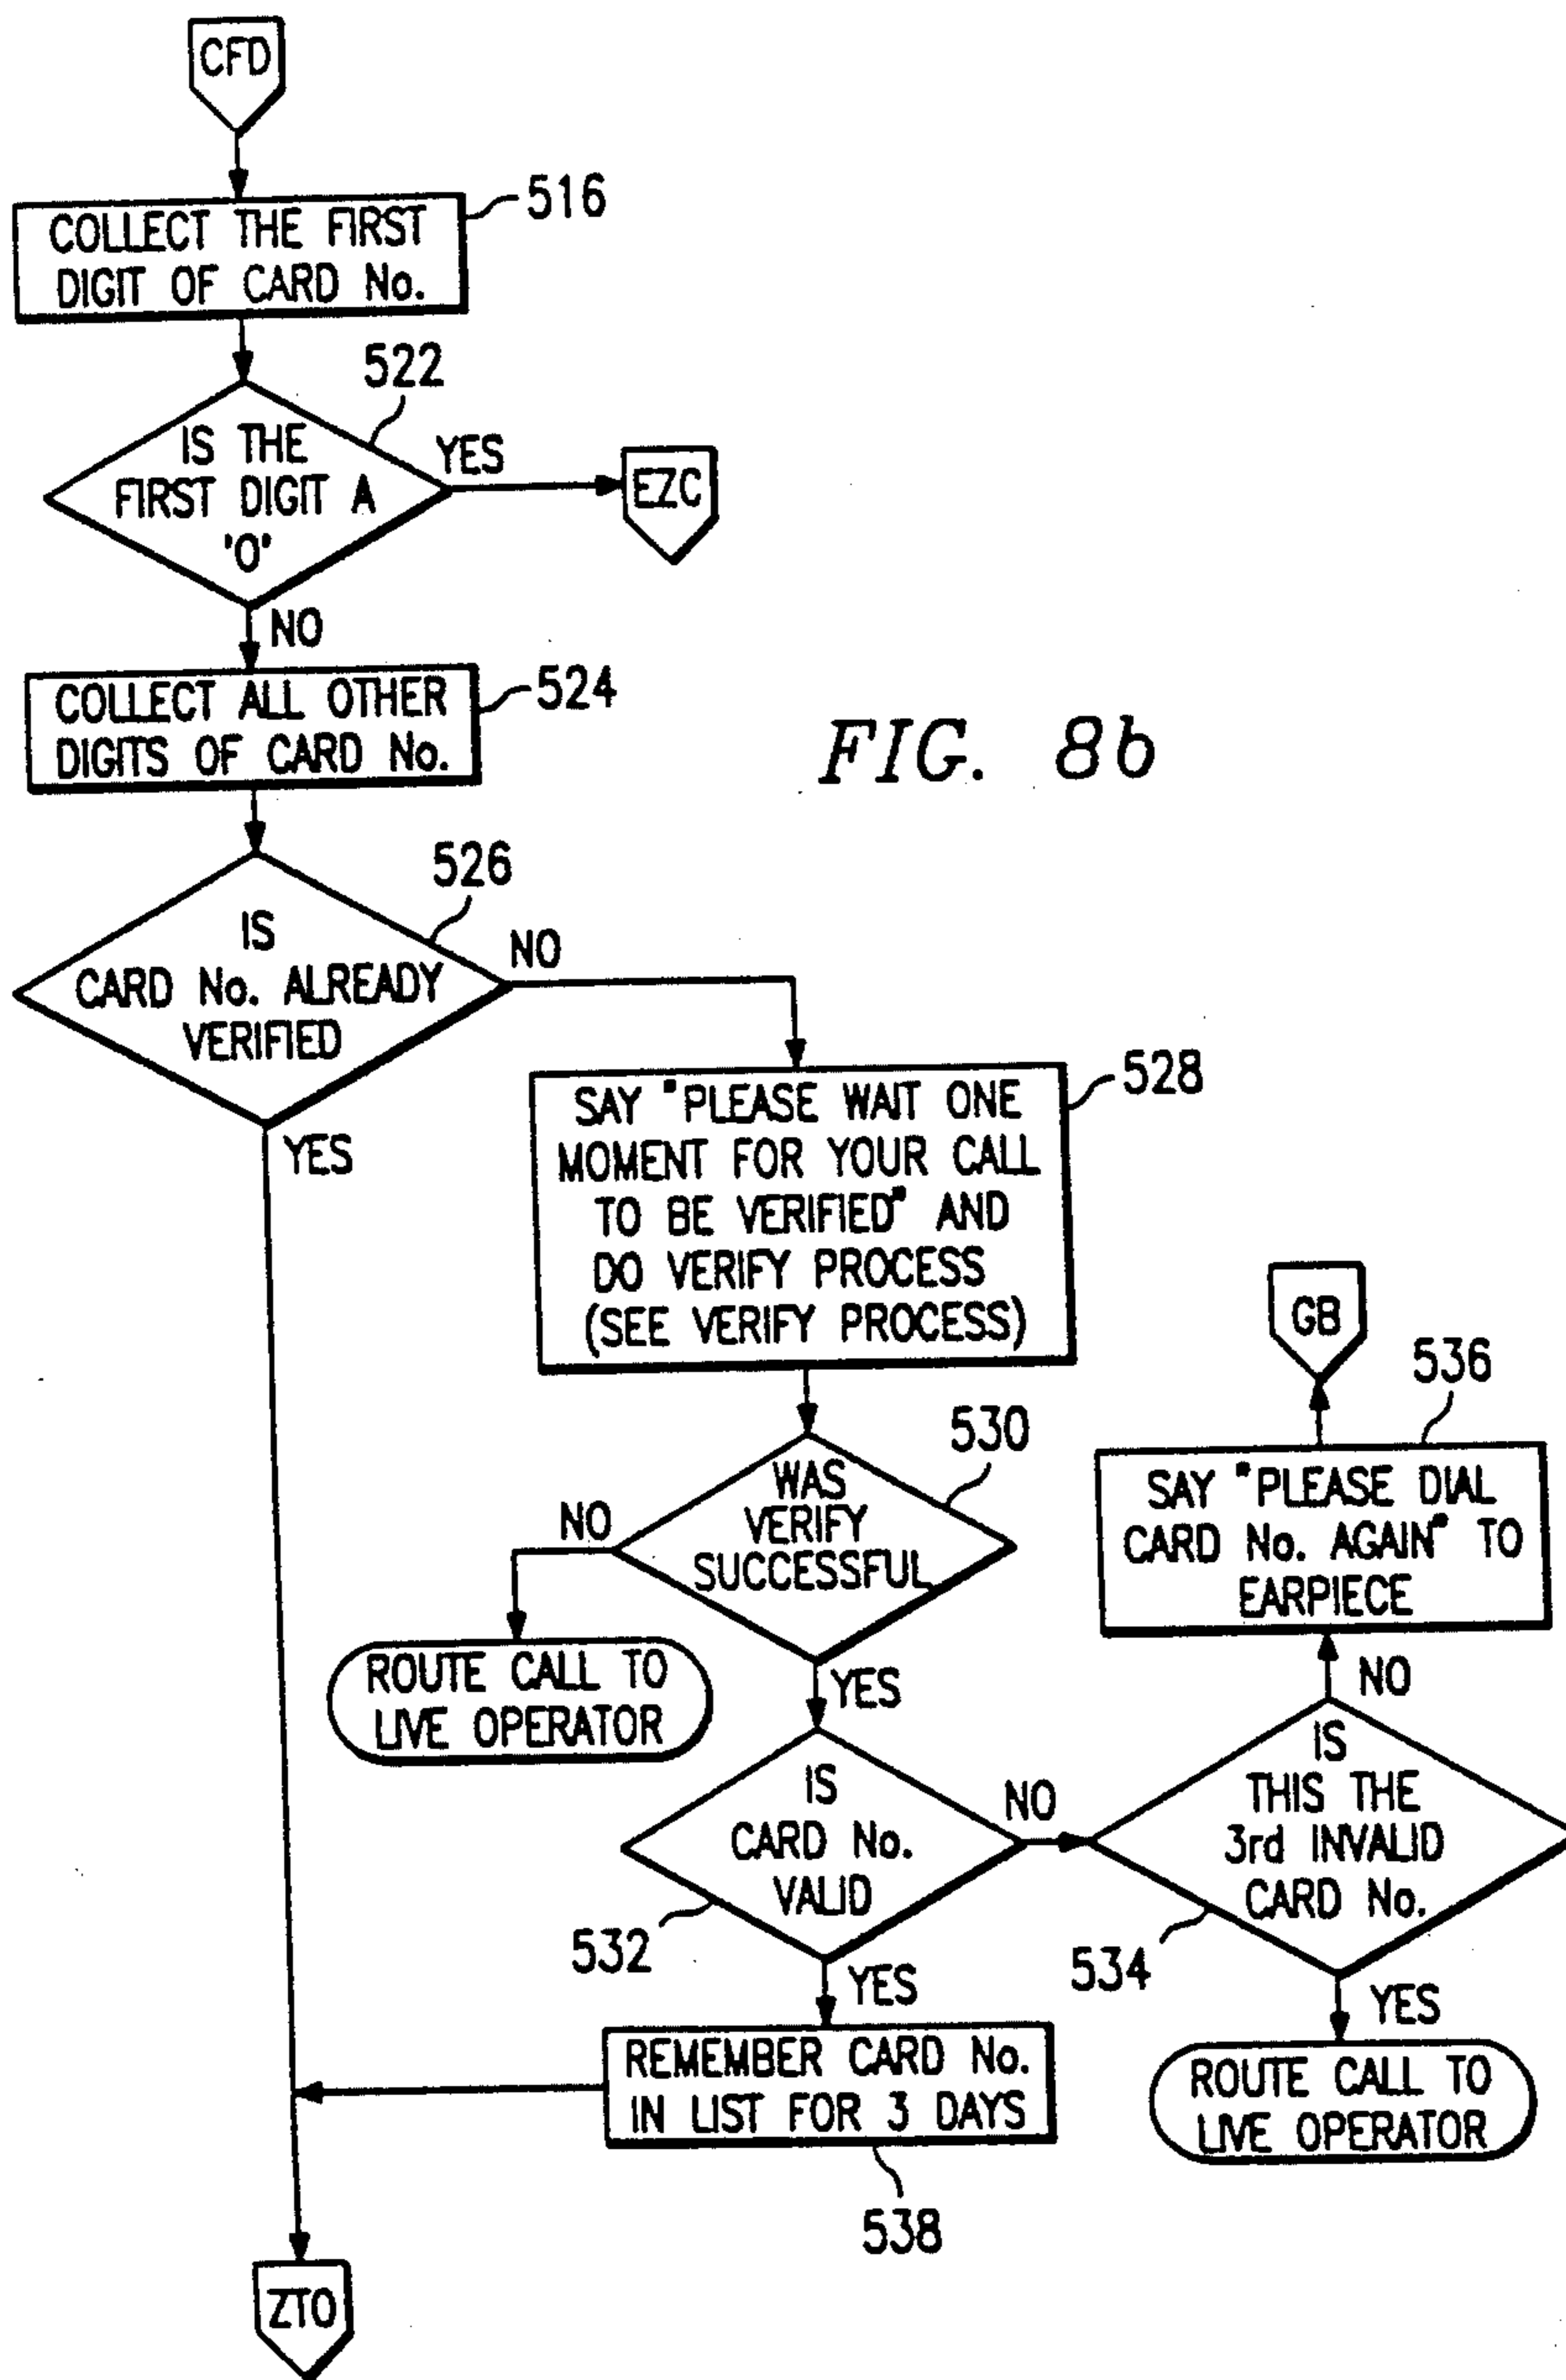 CFD
COLLECT THE FIRST
DIGIT OF CARD No.
516
522
IS THE
FIRST DIGIT A
"0"
YES
EZC
NO
COLLECT ALL OTHER
DIGITS OF CARD No.
524
FIG. 8b
526
IS
CARD No. ALREADY
VERIFIED
NO
YES
SAY "PLEASE WAIT ONE
MOMENT FOR YOUR CALL
TO BE VERIFIED" AND
DO VERIFY PROCESS
(SEE VERIFY PROCESS)
528
530
WAS
VERIFY
SUCCESSFUL
NO
ROUTE CALL TO
LIVE OPERATOR
YES
GB
536
SAY "PLEASE DIAL
CARD No. AGAIN" TO
EARPIECE
NO
IS
CARD No.
VALID
532
NO
IS
THIS THE
3rd INVALID
CARD No.
534
YES
YES
REMEMBER CARD No.
IN LIST FOR 3 DAYS
538
ROUTE CALL TO
LIVE OPERATOR
ZTO